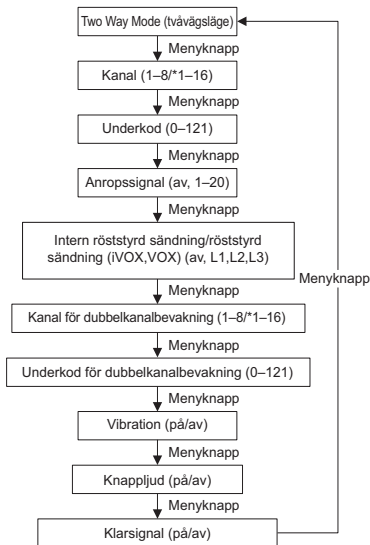 Two Way Mode (tvåvägsläge)
Menyknapp
Kanal (1–8/*1–16)
Menyknapp
Underkod (0–121)
Menyknapp
Anropssignal (av, 1–20)
Menyknapp
Intern röststyrd sändning/röststyrd
sändning (iVOX,VOX) (av, L1,L2,L3)
Menyknapp
Menyknapp
Kanal för dubbelkanalbevakning (1–8/*1–16)
Menyknapp
Underkod för dubbelkanalbevakning (0–121)
Menyknapp
Vibration (på/av)
Menyknapp
Knappljud (på/av)
Menyknapp
Klarsignal (på/av)